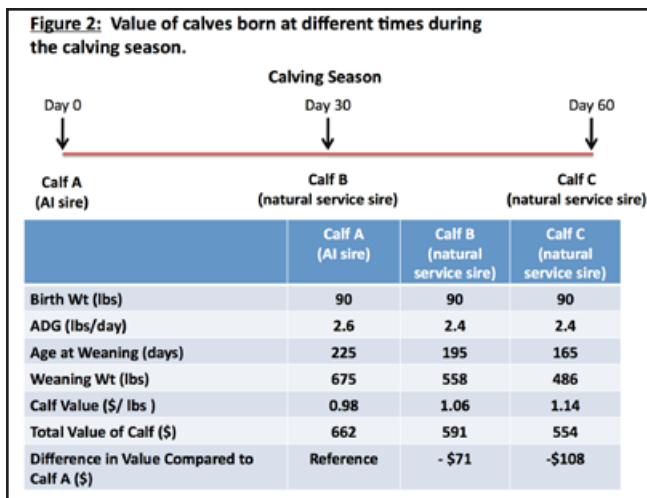 Figure 2: Value of calves born at different times during
the calving season.
Calving Season
Day 0 Day 30 Day 60
Calf A Calf B Calf C
(AI sire) (natural service sire) (natural service sire)
Calf A Calf B Calf C
(AI sire) (natural (natural
service sire) service sire)
Birth Wt (lbs) 90 90 90
ADG (lbs/day) 2.6 2.4 2.4
Age at Weaning (days) 225 195 165
Weaning Wt (lbs) 675 558 486
Calf Value ($/ lbs ) 0.98 1.06 1.14
Total Value of Calf ($) 662 591 554
Difference in Value Compared to Reference - $71 -$108
Calf A ($)